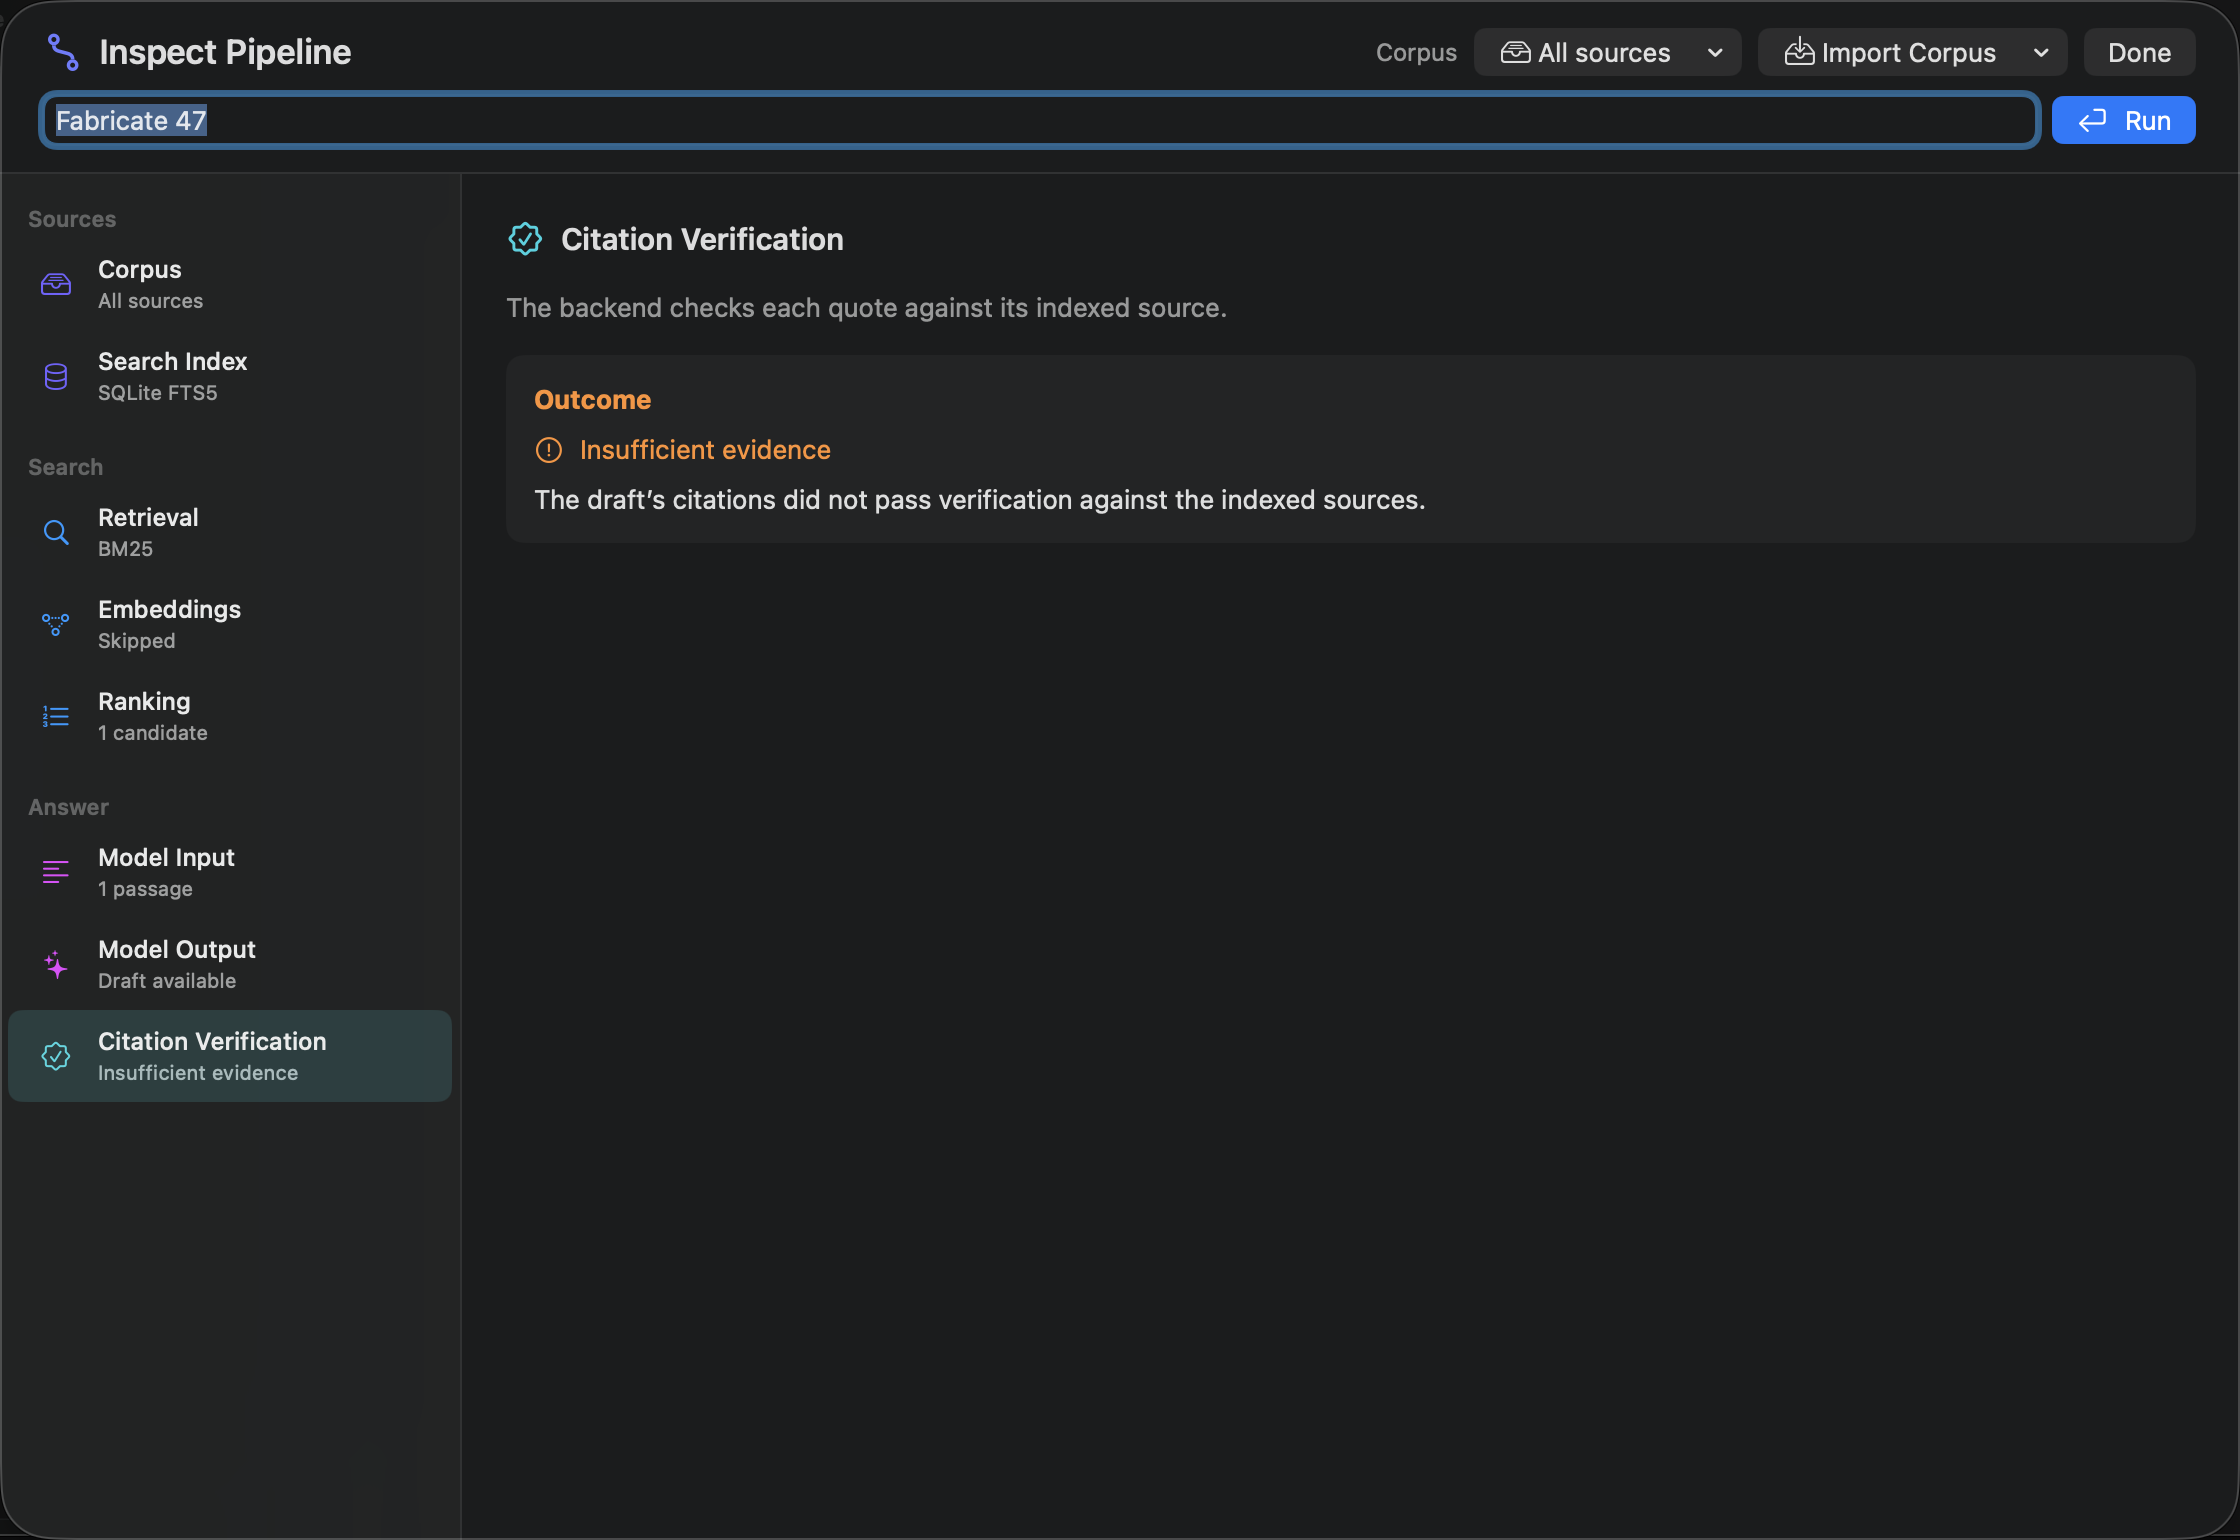 Inspect Pipeline
Corpus
All sources
Import Corpus
Done
Fabricate 47
Run
Sources
Corpus
All sources
Search Index
SQLite FTS5
Search
Retrieval
BM25
Embeddings
Skipped
Ranking
1 candidate
Answer
Model Input
1 passage
Model Output
Draft available
Citation Verification
Insufficient evidence
Citation Verification
The backend checks each quote against its indexed source.
Outcome
Insufficient evidence
The draft’s citations did not pass verification against the indexed sources.